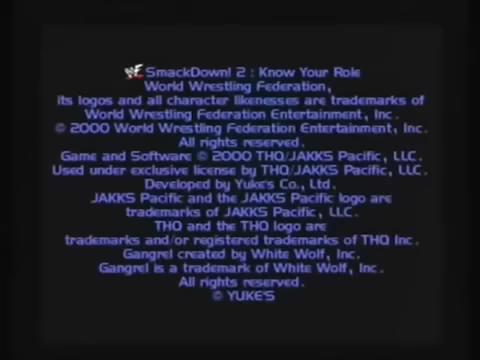 WF SmackDown! 2 : Know Your Role
World Wrestling Federation,
its logos and all character likenesses are trademarks of
World Wrestling Federation Entertainment, Inc.
© 2000 World Wrestling Federation Entertainment, Inc.
All rights reserved.
Game and Software © 2000 THQ/JAKKS Pacific, LLC.
Used under exclusive license by THQ/JAKKS Pacific, LLC.
Developed by Yuke's Co., Ltd.
JAKKS Pacific and the JAKKS Pacific logo are
trademarks of JAKKS Pacific, LLC.
THQ and the THQ logo are
trademarks and/or registered trademarks of THQ Inc.
Gangrel created by White Wolf, Inc.
Gangrel is a trademark of White Wolf, Inc.
All rights reserved.
© YUKE'S